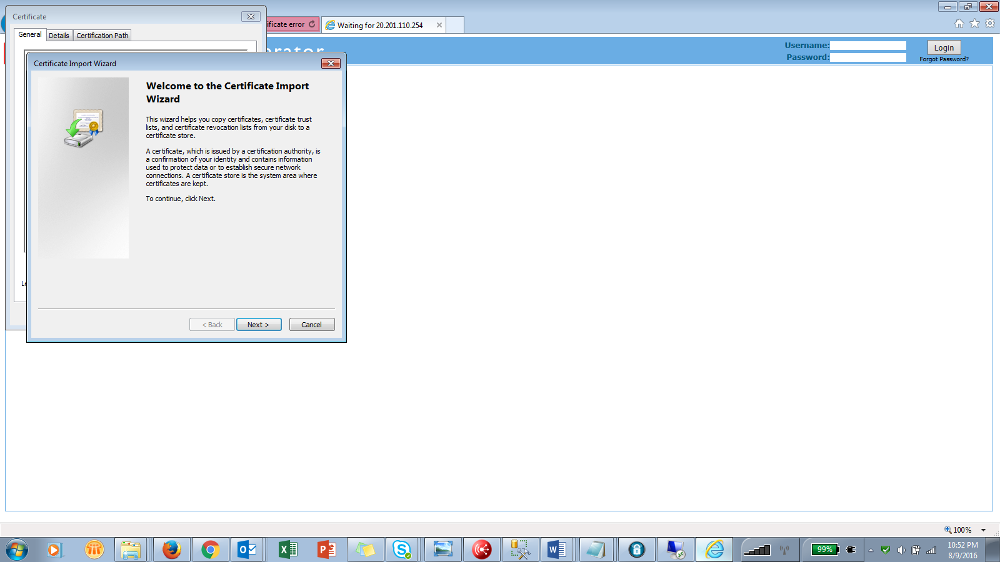 Certificate
ificate error
Waiting for 20.201.110.254
General
Details
Certification Path
Username:
Password:
Login
Forgot Password?
Certificate Import Wizard
Welcome to the Certificate Import
Wizard
This wizard helps you copy certificates, certificate trust
lists, and certificate revocation lists from your disk to a
certificate store.
A certificate, which is issued by a certification authority, is
a confirmation of your identity and contains information
used to protect data or to establish secure network
connections. A certificate store is the system area where
certificates are kept.
To continue, click Next.
Le
< Back
Next >
Cancel
100%
99%
10:52 PM
8/9/2016